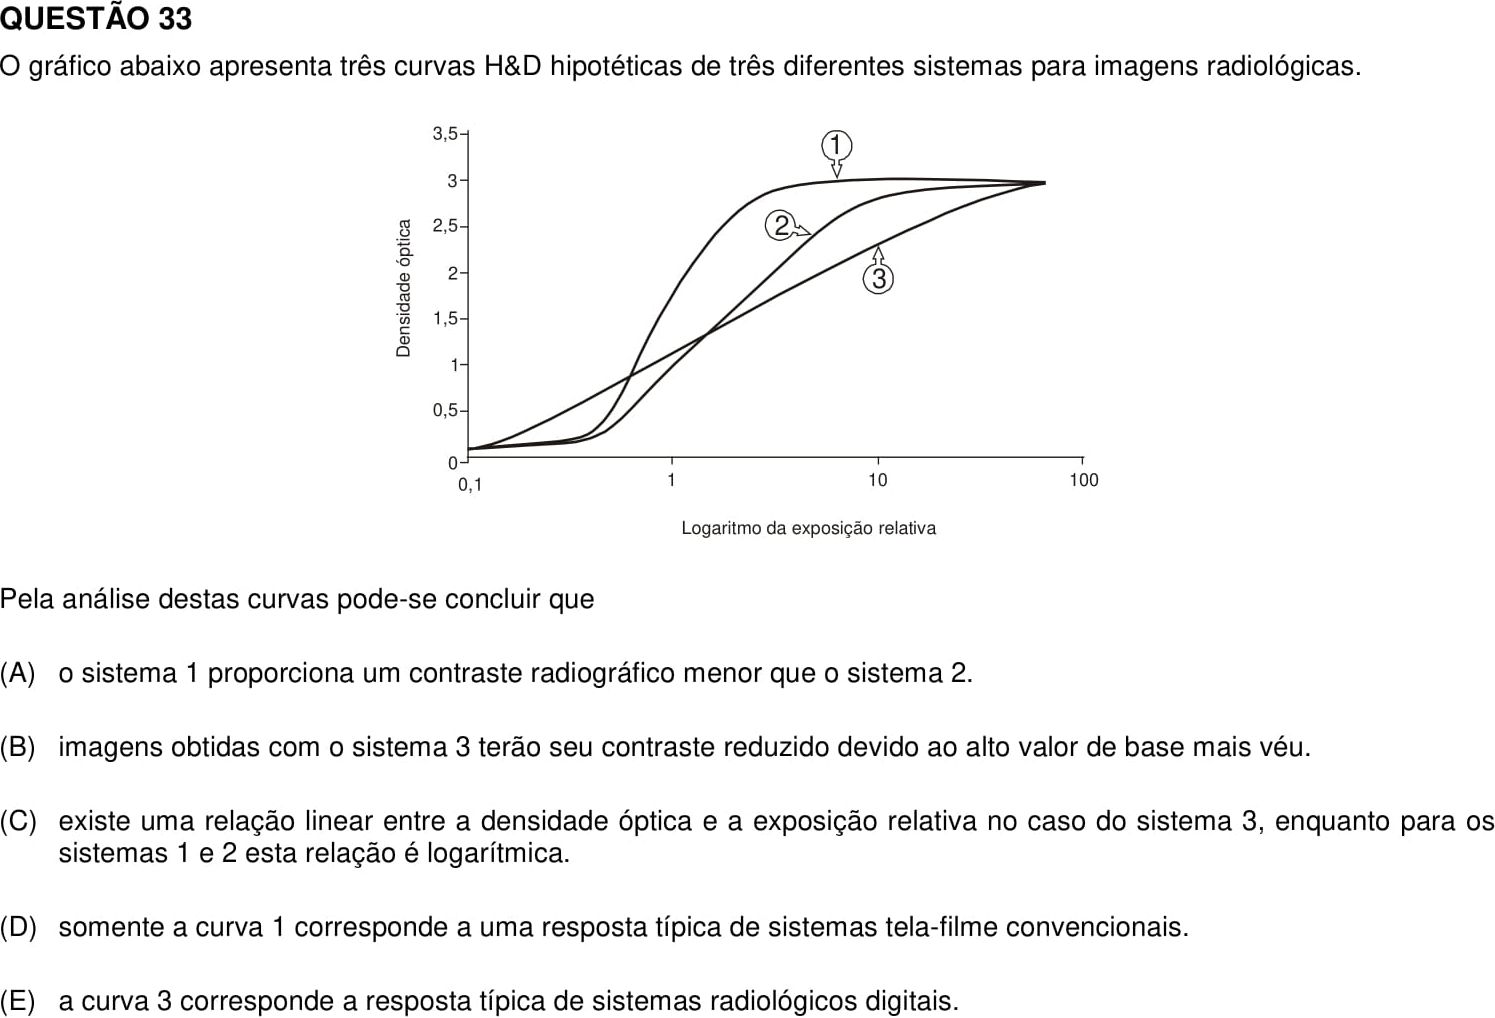 QUESTÃO 33
O gráfico abaixo apresenta três curvas H&D hipotéticas de três diferentes sistemas para imagens radiológicas.
3,5
3
2,5
2
1,5
1
0,5
0
Densidade óptica
1
2
3
0,1
1
10
100
Logaritmo da exposição relativa
Pela análise destas curvas pode-se concluir que
(A) o sistema 1 proporciona um contraste radiográfico menor que o sistema 2.
(B) imagens obtidas com o sistema 3 terão seu contraste reduzido devido ao alto valor de base mais véu.
(C) existe uma relação linear entre a densidade óptica e a exposição relativa no caso do sistema 3, enquanto para os
sistemas 1 e 2 esta relação é logarítmica.
(D) somente a curva 1 corresponde a uma resposta típica de sistemas tela-filme convencionais.
(E) a curva 3 corresponde a resposta típica de sistemas radiológicos digitais.